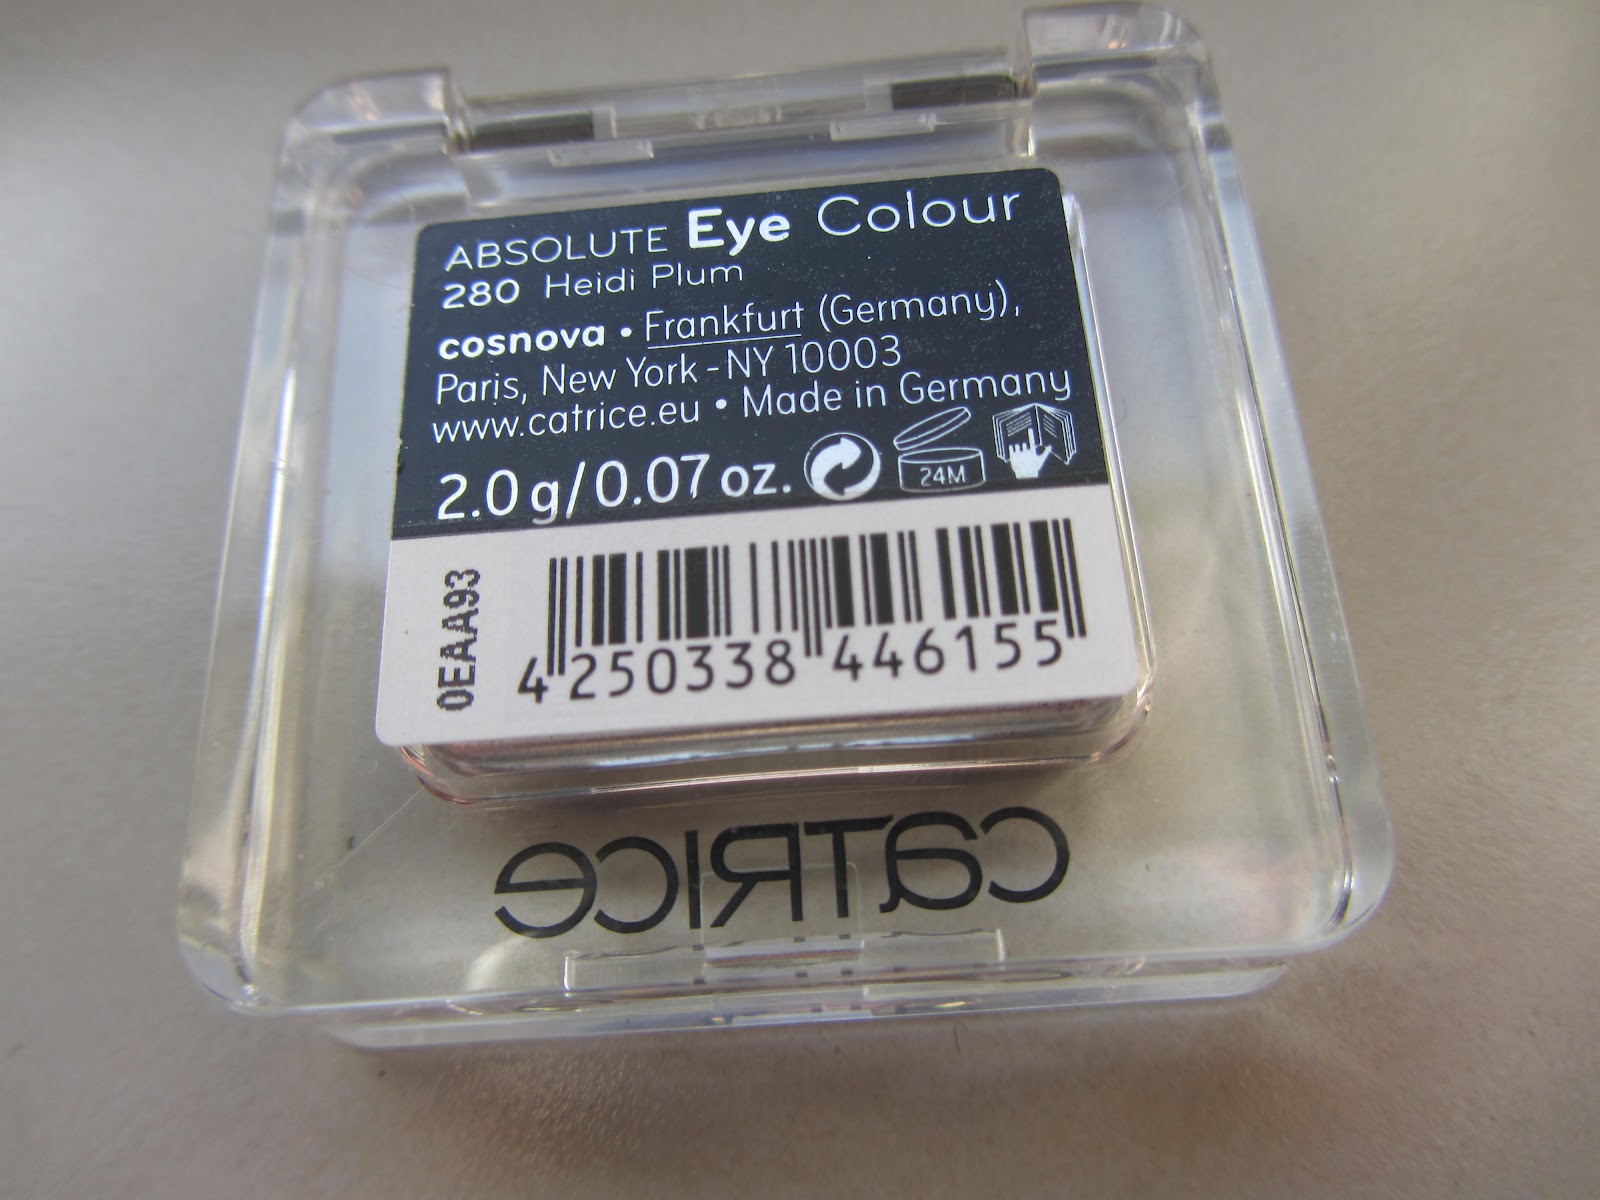 ABSOLUTE Eye Colour
280 Heidi Plum
cosnova • Frankfurt (Germany),
Paris, New York - NY 10003
www.catrice.eu • Made in Germany
2.0 g/0.07 oz.
24M
0EAA93
4 250338 446155
CATRICE